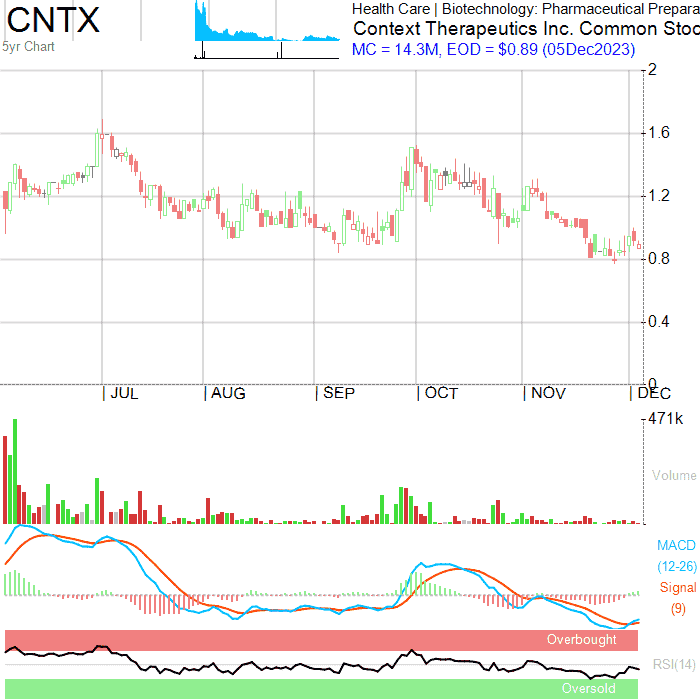 CNTX
5yr Chart
Health Care | Biotechnology: Pharmaceutical Prepara
Context Therapeutics Inc. Common Stoc
MC = 14.3M, EOD = $0.89 (05Dec2023)
2
1.6
1.2
0.8
0.4
0
JUL AUG SEP OCT NOV DEC
471k
Volume
MACD
(12-26)
Signal
(9)
Overbought
RSI(14)
Oversold